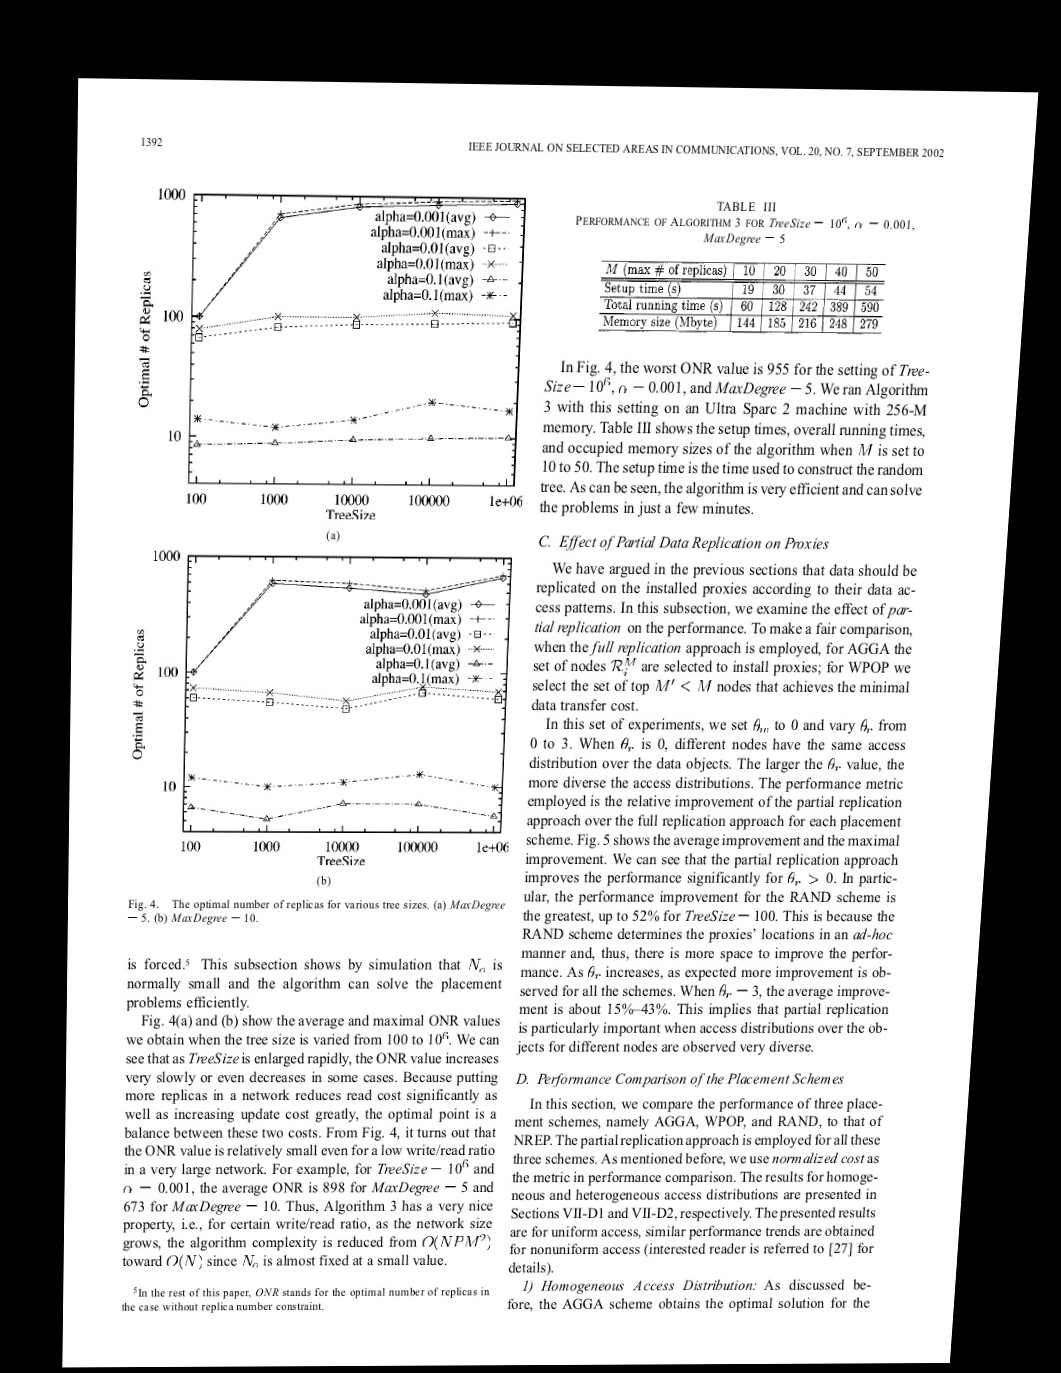 1392
IEEE JOURNAL ON SELECTED AREAS IN COMMUNICATIONS, VOL. 20, NO. 7, SEPTEMBER 2002
1000
100
10
Optimal # of Replicas
alpha=0.001(avg)
alpha=0.001(max)
alpha=0.01(avg)
alpha=0.01(max)
alpha=0.1(avg)
alpha=0.1(max)
100 1000 10000 100000 1e+06
TreeSize
(a)
1000
100
10
Optimal # of Replicas
alpha=0.001(avg)
alpha=0.001(max)
alpha=0.01(avg)
alpha=0.01(max)
alpha=0.1(avg)
alpha=0.1(max)
100 1000 10000 100000 1e+06
TreeSize
(b)
Fig. 4. The optimal number of replicas for various tree sizes. (a) MaxDegree
− 5. (b) MaxDegree − 10.
is forced.⁵ This subsection shows by simulation that Nₒ is
normally small and the algorithm can solve the placement
problems efficiently.
Fig. 4(a) and (b) show the average and maximal ONR values
we obtain when the tree size is varied from 100 to 10⁶. We can
see that as TreeSize is enlarged rapidly, the ONR value increases
very slowly or even decreases in some cases. Because putting
more replicas in a network reduces read cost significantly as
well as increasing update cost greatly, the optimal point is a
balance between these two costs. From Fig. 4, it turns out that
the ONR value is relatively small even for a low write/read ratio
in a very large network. For example, for TreeSize − 10⁶ and
α − 0.001, the average ONR is 898 for MaxDegree − 5 and
673 for MaxDegree − 10. Thus, Algorithm 3 has a very nice
property, i.e., for certain write/read ratio, as the network size
grows, the algorithm complexity is reduced from O(NPM²)
toward O(N) since Nₒ is almost fixed at a small value.
⁵In the rest of this paper, ONR stands for the optimal number of replicas in
the case without replica number constraint.
TABLE III
PERFORMANCE OF ALGORITHM 3 FOR TreeSize − 10⁶, α − 0.001,
MaxDegree − 5
M (max # of replicas) 10 20 30 40 50
Setup time (s) 19 30 37 44 54
Total running time (s) 60 128 242 389 590
Memory size (Mbyte) 144 185 216 248 279
In Fig. 4, the worst ONR value is 955 for the setting of Tree-
Size − 10⁶, α − 0.001, and MaxDegree − 5. We ran Algorithm
3 with this setting on an Ultra Sparc 2 machine with 256-M
memory. Table III shows the setup times, overall running times,
and occupied memory sizes of the algorithm when M is set to
10 to 50. The setup time is the time used to construct the random
tree. As can be seen, the algorithm is very efficient and can solve
the problems in just a few minutes.
C. Effect of Partial Data Replication on Proxies
We have argued in the previous sections that data should be
replicated on the installed proxies according to their data ac-
cess patterns. In this subsection, we examine the effect of par-
tial replication on the performance. To make a fair comparison,
when the full replication approach is employed, for AGGA the
set of nodes ℛᵢᴹ are selected to install proxies; for WPOP we
select the set of top M′ < M nodes that achieves the minimal
data transfer cost.
In this set of experiments, we set θₘ to 0 and vary θᵣ from
0 to 3. When θᵣ is 0, different nodes have the same access
distribution over the data objects. The larger the θᵣ value, the
more diverse the access distributions. The performance metric
employed is the relative improvement of the partial replication
approach over the full replication approach for each placement
scheme. Fig. 5 shows the average improvement and the maximal
improvement. We can see that the partial replication approach
improves the performance significantly for θᵣ > 0. In partic-
ular, the performance improvement for the RAND scheme is
the greatest, up to 52% for TreeSize − 100. This is because the
RAND scheme determines the proxies' locations in an ad-hoc
manner and, thus, there is more space to improve the perfor-
mance. As θᵣ increases, as expected more improvement is ob-
served for all the schemes. When θᵣ − 3, the average improve-
ment is about 15%–43%. This implies that partial replication
is particularly important when access distributions over the ob-
jects for different nodes are observed very diverse.
D. Performance Comparison of the Placement Schemes
In this section, we compare the performance of three place-
ment schemes, namely AGGA, WPOP, and RAND, to that of
NREP. The partial replication approach is employed for all these
three schemes. As mentioned before, we use normalized cost as
the metric in performance comparison. The results for homoge-
neous and heterogeneous access distributions are presented in
Sections VII-D1 and VII-D2, respectively. The presented results
are for uniform access, similar performance trends are obtained
for nonuniform access (interested reader is referred to [27] for
details).
1) Homogeneous Access Distribution: As discussed be-
fore, the AGGA scheme obtains the optimal solution for the